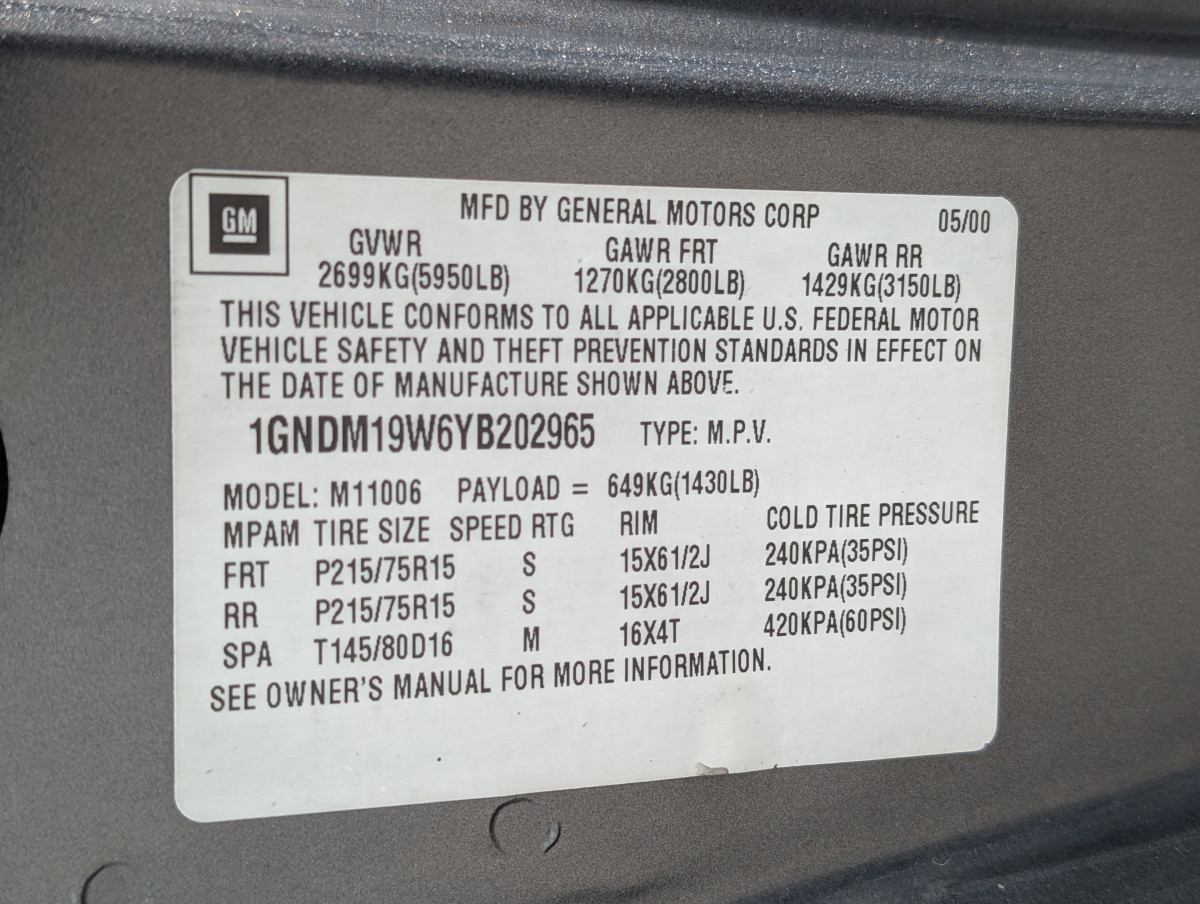 GM
MFD BY GENERAL MOTORS CORP 05/00
GVWR GAWR FRT GAWR RR
2699KG(5950LB) 1270KG(2800LB) 1429KG(3150LB)
THIS VEHICLE CONFORMS TO ALL APPLICABLE U.S. FEDERAL MOTOR
VEHICLE SAFETY AND THEFT PREVENTION STANDARDS IN EFFECT ON
THE DATE OF MANUFACTURE SHOWN ABOVE.
1GNDM19W6YB202965 TYPE: M.P.V.
MODEL: M11006 PAYLOAD = 649KG(1430LB)
MPAM TIRE SIZE SPEED RTG RIM COLD TIRE PRESSURE
FRT P215/75R15 S 15X61/2J 240KPA(35PSI)
RR P215/75R15 S 15X61/2J 240KPA(35PSI)
SPA T145/80D16 M 16X4T 420KPA(60PSI)
SEE OWNER'S MANUAL FOR MORE INFORMATION.